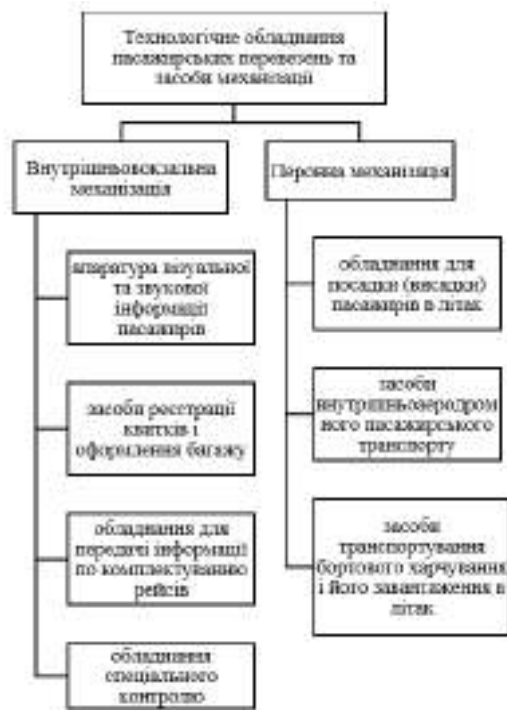 Технологічне обладнання
пасажирських перевезень та
засоби механізації
Внутрішньовокзальна
механізація
Перонна механізація
апаратура візуальної
та звукової
інформації
пасажирів
засоби реєстрації
квитків і
оформлення багажу
обладнання для
передачі інформації
по комплектуванню
рейсів
обладнання
спеціального
контролю
обладнання для
посадки (висадки)
пасажирів в літак
засоби
внутрішньоаеродром
ного пасажирського
транспорту
засоби
транспортування
бортового харчування
і його завантаження в
літак.